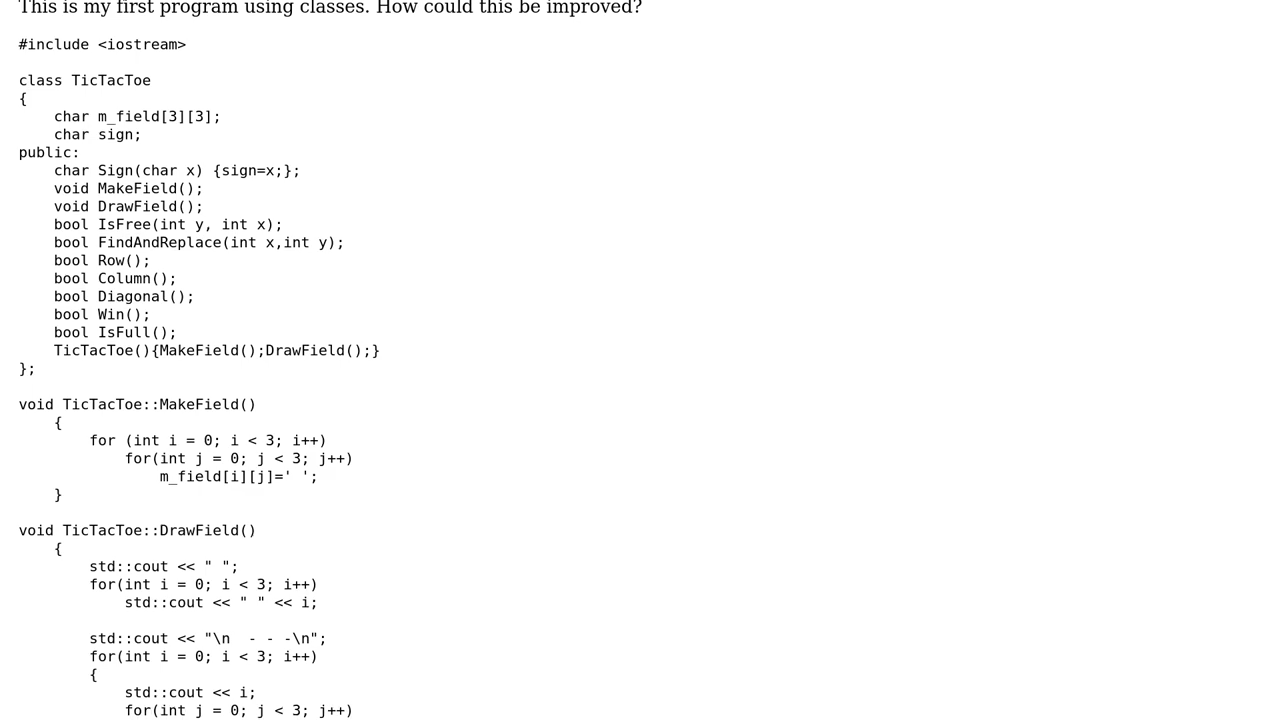 This is my first program using classes. How could this be improved?
#include <iostream>
class TicTacToe
{
    char m_field[3][3];
    char sign;
public:
    char Sign(char x) {sign=x;};
    void MakeField();
    void DrawField();
    bool IsFree(int y, int x);
    bool FindAndReplace(int x,int y);
    bool Row();
    bool Column();
    bool Diagonal();
    bool Win();
    bool IsFull();
    TicTacToe(){MakeField();DrawField();}
};
void TicTacToe::MakeField()
    {
        for (int i = 0; i < 3; i++)
            for(int j = 0; j < 3; j++)
                m_field[i][j]=' ';
    }
void TicTacToe::DrawField()
    {
        std::cout << " ";
        for(int i = 0; i < 3; i++)
            std::cout << " " << i;
        std::cout << "\n  - - -\n";
        for(int i = 0; i < 3; i++)
        {
            std::cout << i;
            for(int j = 0; j < 3; j++)